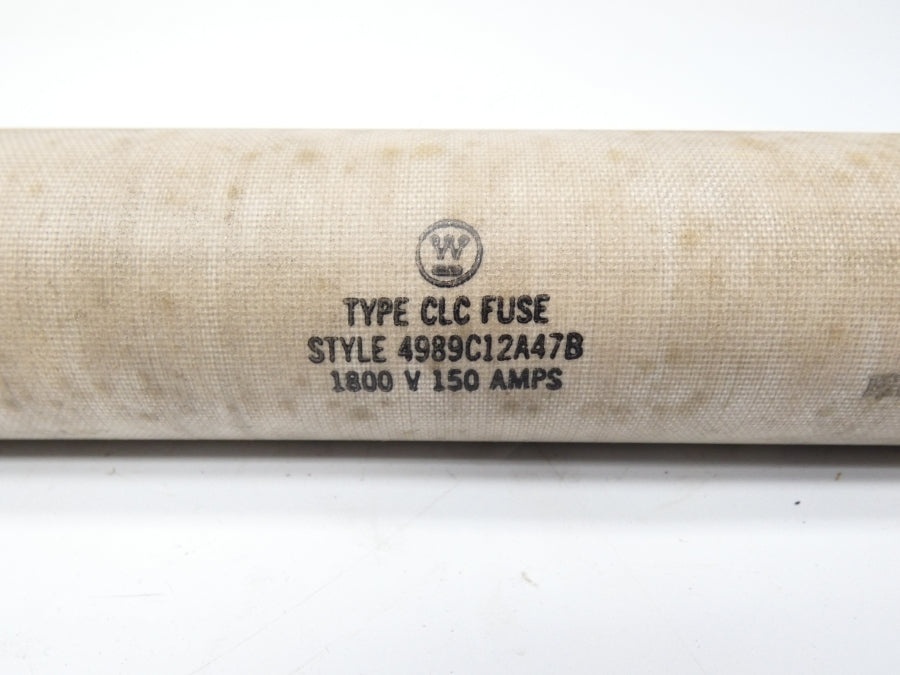 W
TYPE CLC FUSE
STYLE 4989C12A47B
1800 V 150 AMPS